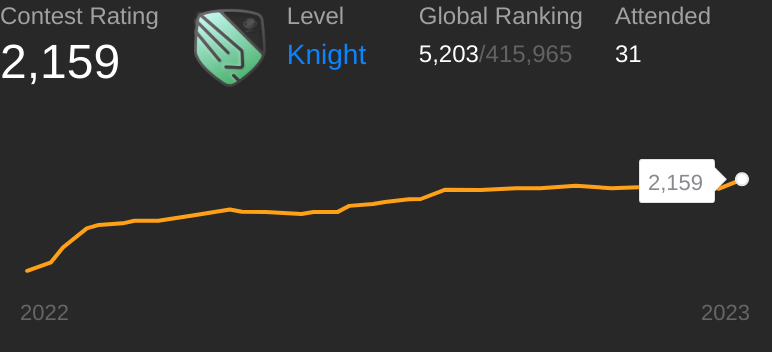 Contest Rating Level Global Ranking Attended
2,159 Knight 5,203/415,965 31
2,159
2022 2023